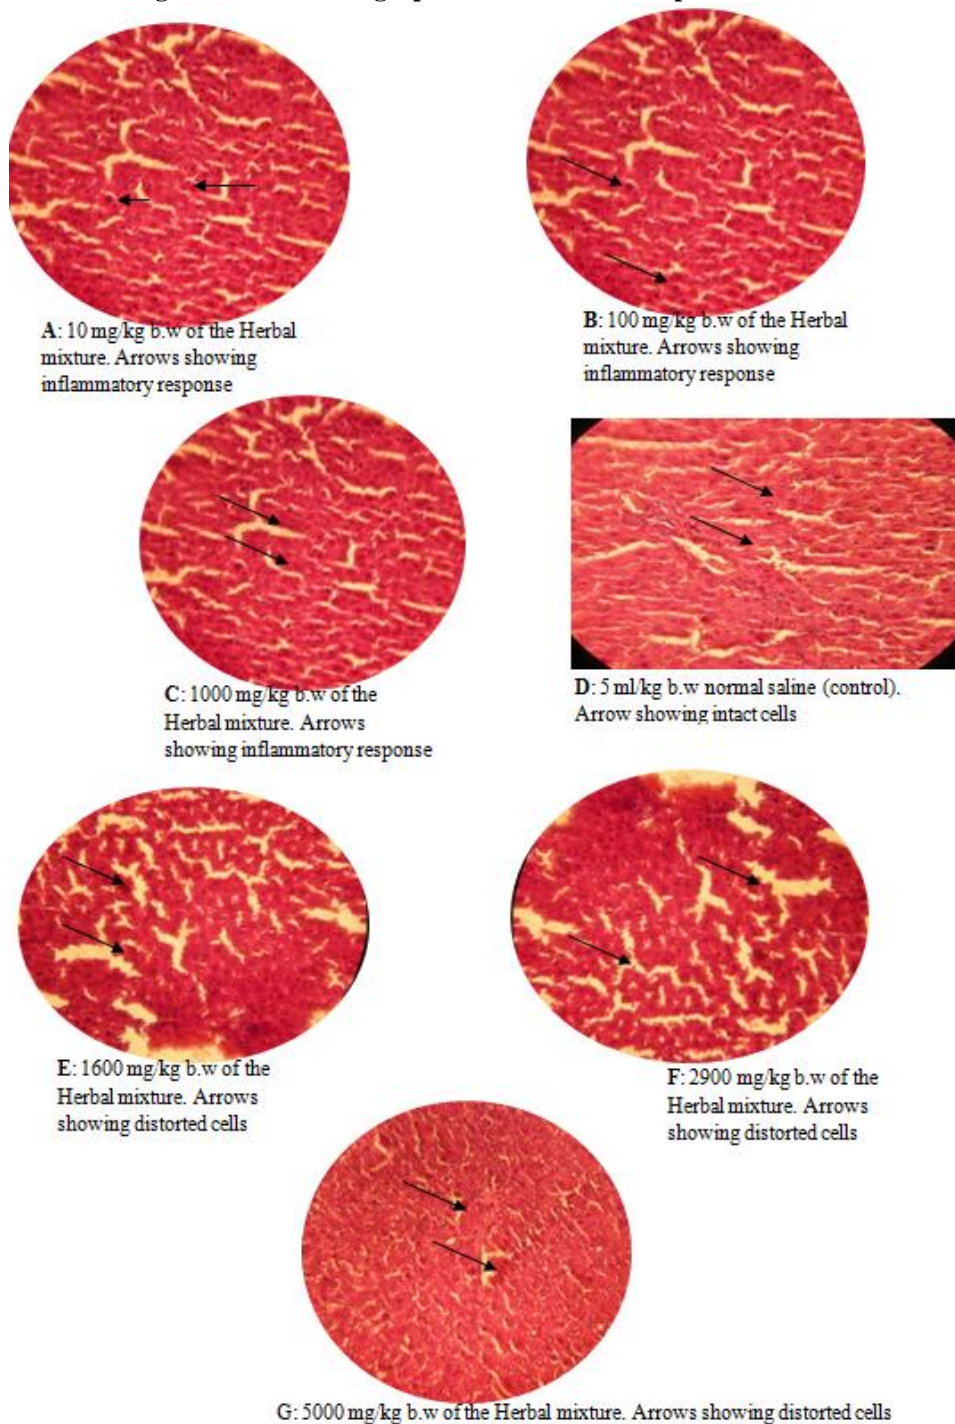 A: 10 mg/kg b.w of the Herbal
mixture. Arrows showing
inflammatory response
B: 100 mg/kg b.w of the Herbal
mixture. Arrows showing
inflammatory response
C: 1000 mg/kg b.w of the
Herbal mixture. Arrows
showing inflammatory response
D: 5 ml/kg b.w normal saline (control).
Arrow showing intact cells
E: 1600 mg/kg b.w of the
Herbal mixture. Arrows
showing distorted cells
F: 2900 mg/kg b.w of the
Herbal mixture. Arrows
showing distorted cells
G: 5000 mg/kg b.w of the Herbal mixture. Arrows showing distorted cells